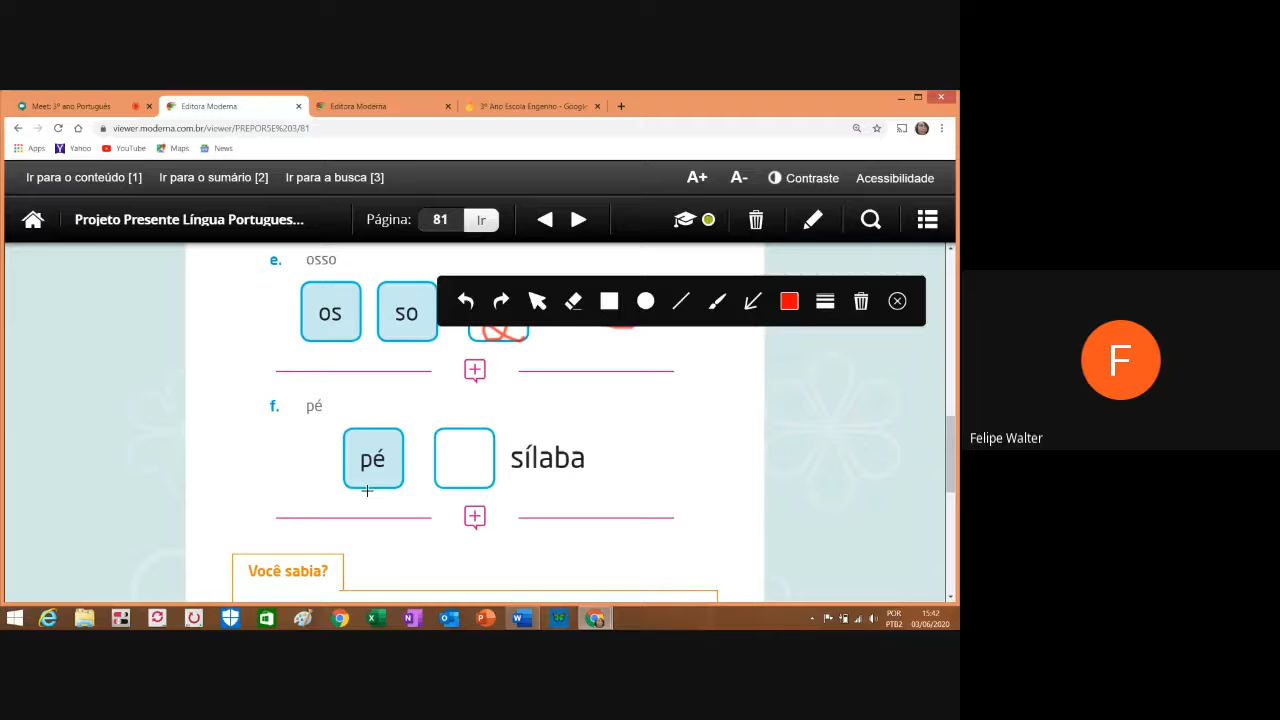 Meet: 3º ano Português
Editora Moderna
Editora Moderna
3º Ano Escola Engenho - Google
viewer.moderna.com.br/viewer/PREPOR5E%203/81
Apps
Yahoo
YouTube
Maps
News
Ir para o conteúdo [1]
Ir para o sumário [2]
Ir para a busca [3]
A+
A-
Contraste
Acessibilidade
Projeto Presente Língua Portugues...
Página:
81
Ir
e. osso
os
so
f. pé
pé
sílaba
Você sabia?
POR
PTB2
15:42
03/06/2020
F
Felipe Walter